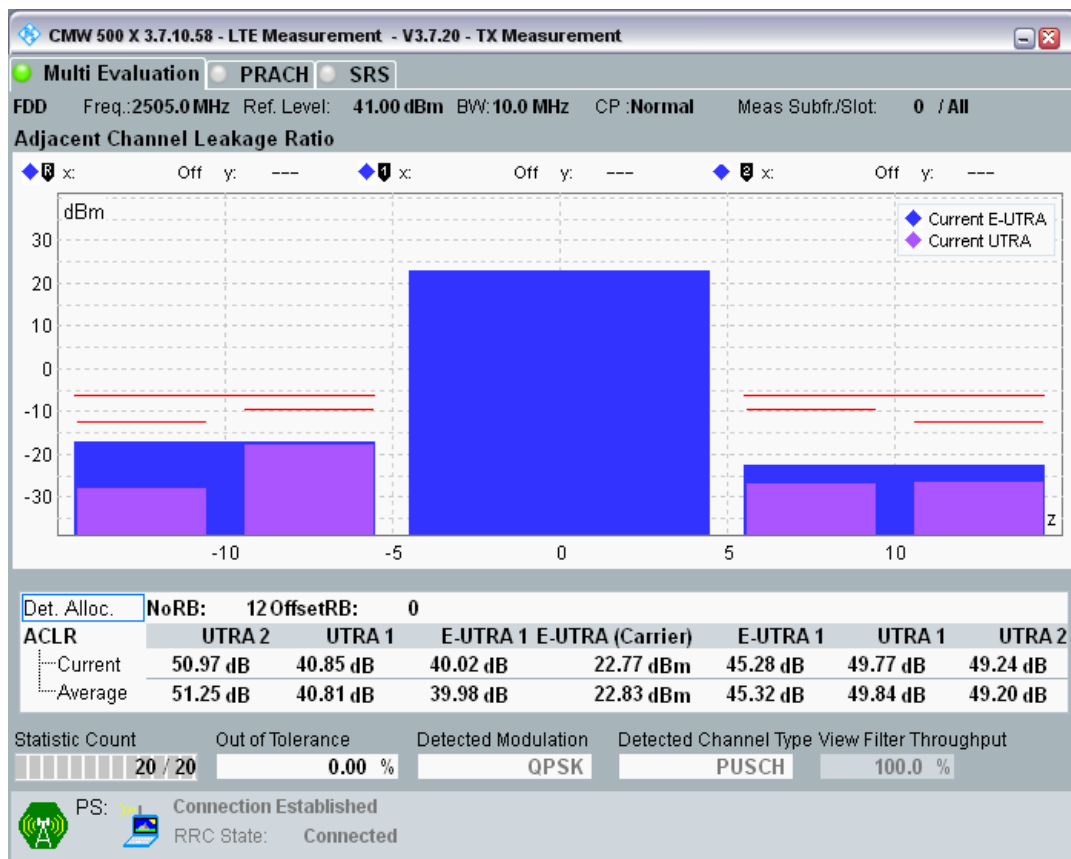 CMW 500 X 3.7.10.58 - LTE Measurement - V3.7.20 - TX Measurement
Multi Evaluation PRACH SRS
FDD Freq.:2505.0 MHz Ref. Level: 41.00 dBm BW:10.0 MHz CP :Normal Meas Subfr./Slot: 0 / All
Adjacent Channel Leakage Ratio
R x: Off y: --- 1 x: Off y: --- 2 x: Off y: ---
dBm
Current E-UTRA
Current UTRA
30
20
10
0
-10
-20
-30
z
-10 -5 0 5 10
Det. Alloc. NoRB: 12 OffsetRB: 0
ACLR UTRA 2 UTRA 1 E-UTRA 1 E-UTRA (Carrier) E-UTRA 1 UTRA 1 UTRA 2
Current 50.97 dB 40.85 dB 40.02 dB 22.77 dBm 45.28 dB 49.77 dB 49.24 dB
Average 51.25 dB 40.81 dB 39.98 dB 22.83 dBm 45.32 dB 49.84 dB 49.20 dB
Statistic Count Out of Tolerance Detected Modulation Detected Channel Type View Filter Throughput
20 / 20 0.00 % QPSK PUSCH 100.0 %
PS: Connection Established
RRC State: Connected